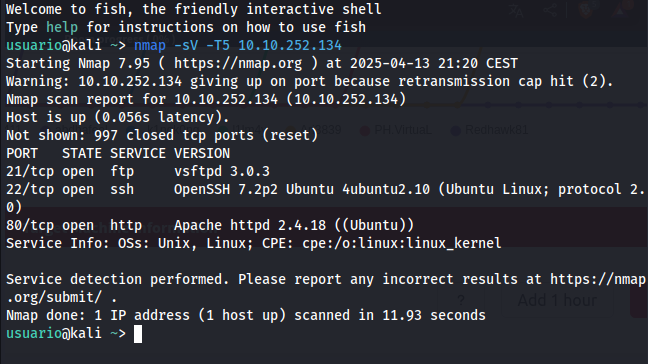 Welcome to fish, the friendly interactive shell
Type help for instructions on how to use fish
usuario@kali ~> nmap -sV -T5 10.10.252.134
Starting Nmap 7.95 ( https://nmap.org ) at 2025-04-13 21:20 CEST
Warning: 10.10.252.134 giving up on port because retransmission cap hit (2).
Nmap scan report for 10.10.252.134 (10.10.252.134)
Host is up (0.056s latency).
Not shown: 997 closed tcp ports (reset)
PORT   STATE SERVICE VERSION
21/tcp open  ftp     vsftpd 3.0.3
22/tcp open  ssh     OpenSSH 7.2p2 Ubuntu 4ubuntu2.10 (Ubuntu Linux; protocol 2.
0)
80/tcp open  http    Apache httpd 2.4.18 ((Ubuntu))
Service Info: OSs: Unix, Linux; CPE: cpe:/o:linux:linux_kernel

Service detection performed. Please report any incorrect results at https://nmap
.org/submit/ .
Add 1 hour
Nmap done: 1 IP address (1 host up) scanned in 11.93 seconds
usuario@kali ~>